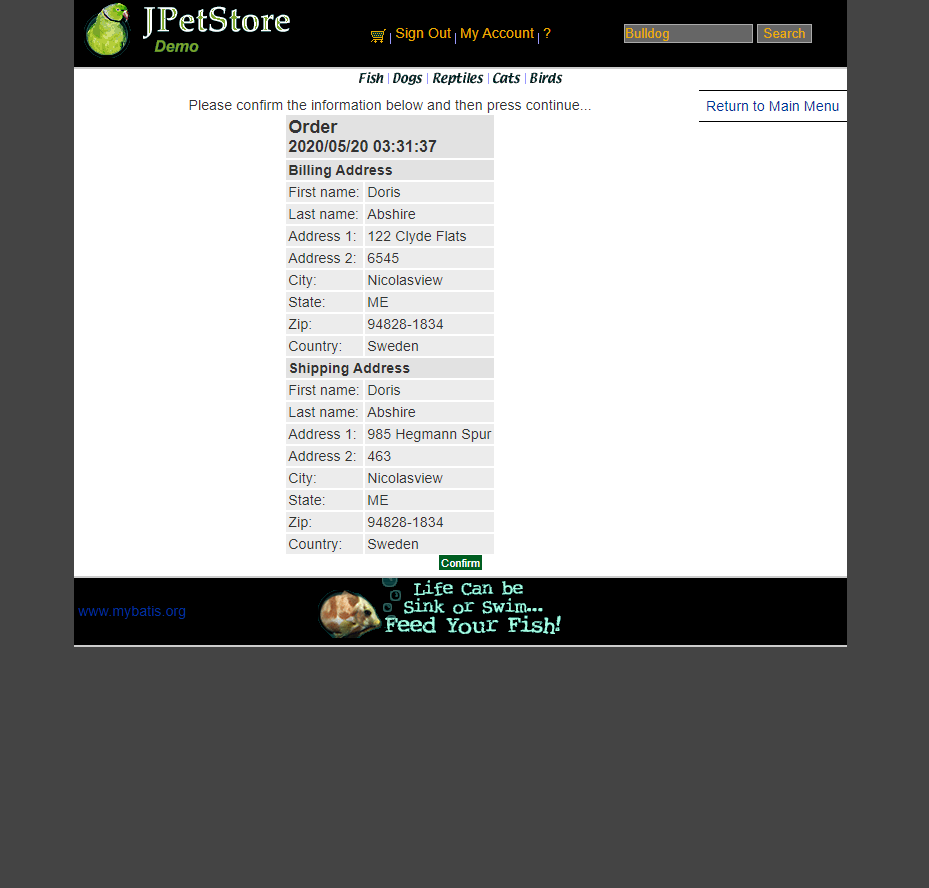 JPetStore
Demo
Sign Out | My Account | ?
Bulldog
Search
Fish | Dogs | Reptiles | Cats | Birds
Return to Main Menu
Please confirm the information below and then press continue...
Order
2020/05/20 03:31:37
Billing Address
First name: Doris
Last name: Abshire
Address 1: 122 Clyde Flats
Address 2: 6545
City: Nicolasview
State: ME
Zip: 94828-1834
Country: Sweden
Shipping Address
First name: Doris
Last name: Abshire
Address 1: 985 Hegmann Spur
Address 2: 463
City: Nicolasview
State: ME
Zip: 94828-1834
Country: Sweden
Confirm
www.mybatis.org
Life Can be
Sink or Swim...
Feed Your Fish!